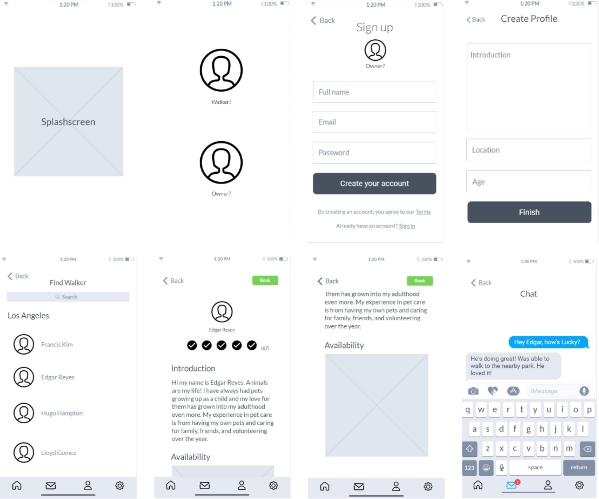 1:20 PM 100%
Splashscreen
1:20 PM 100%
Walker!
Owner?
1:20 PM 100%
Back
Sign up
Owner?
Full name
Email
Password
Create your account
By creating an account, you agree to our Terms
Already have an account? Sign in
1:20 PM 100%
Back
Create Profile
Introduction
Location
Age
Finish
1:20 PM 100%
Back
Find Walker
Search
Los Angeles
Francis Kim
Edgar Reyes
Hugo Hampton
Lloyd Gomez
1:20 PM 100%
Back
Book
Edgar Reyes
(67)
Introduction
Hi my name is Edgar Reyes. Animals
are my life! I have always had pets
growing up as a child and my love for
them has grown into my adulthood
even more. My experience in pet care
is from having my own pets and caring
for family, friends, and volunteering
over the year.
Availability
1:20 PM 100%
Back
Book
them has grown into my adulthood
even more. My experience in pet care
is from having my own pets and caring
for family, friends, and volunteering
over the year.
Availability
1:20 PM 100%
Back
Chat
Hey Edgar, how's Lucky?
He's doing great! Was able to
walk to the nearby park. He
loved it!
iMessage
q w e r t y u i o p
a s d f g h j k l
z x c v b n m
123 space return